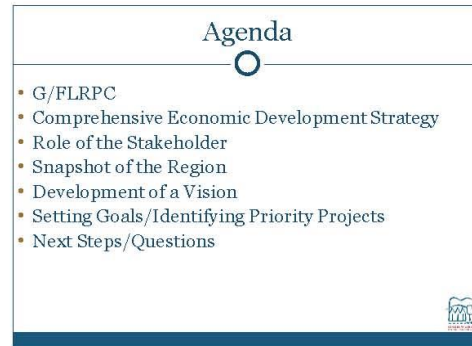 Agenda
• G/FLRPC
• Comprehensive Economic Development Strategy
• Role of the Stakeholder
• Snapshot of the Region
• Development of a Vision
• Setting Goals/Identifying Priority Projects
• Next Steps/Questions